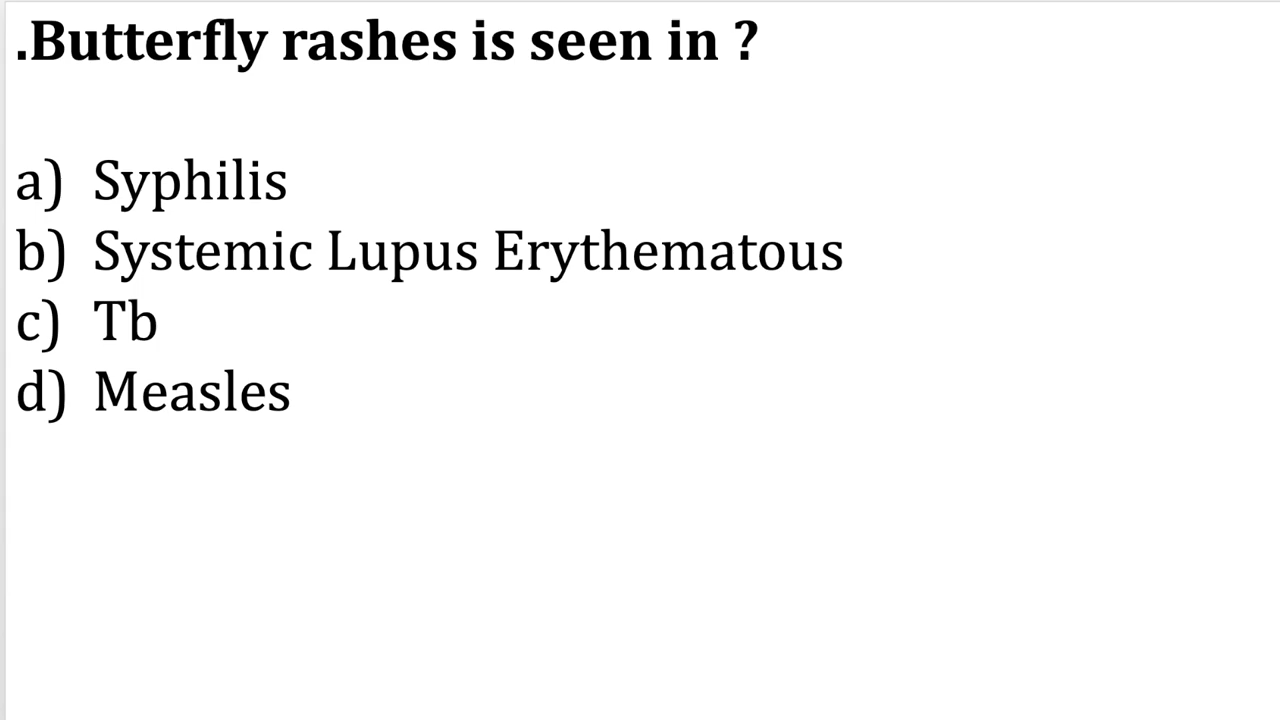 .Butterfly rashes is seen in ?
a) Syphilis
b) Systemic Lupus Erythematous
c) Tb
d) Measles